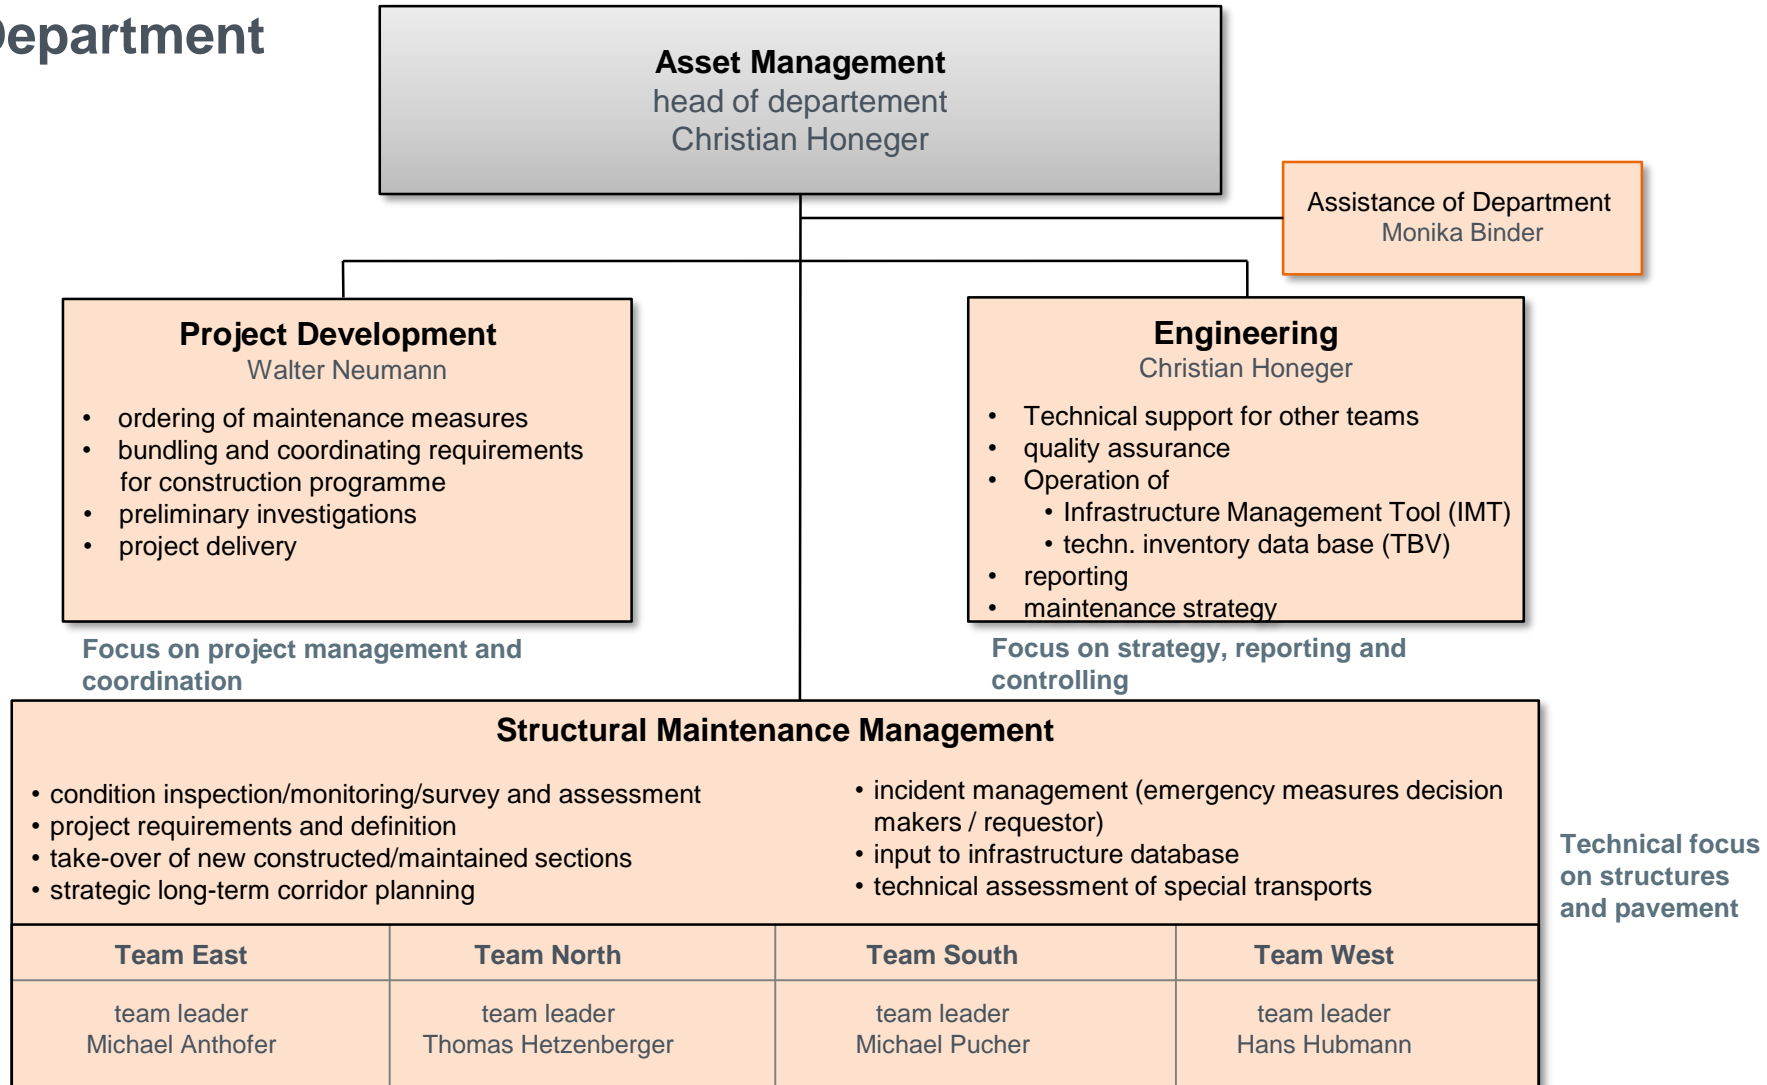 Department
Asset Management
head of departement
Christian Honeger
Assistance of Department
Monika Binder
Project Development
Walter Neumann
• ordering of maintenance measures
• bundling and coordinating requirements
for construction programme
• preliminary investigations
• project delivery
Focus on project management and
coordination
Engineering
Christian Honeger
• Technical support for other teams
• quality assurance
• Operation of
• Infrastructure Management Tool (IMT)
• techn. inventory data base (TBV)
• reporting
• maintenance strategy
Focus on strategy, reporting and
controlling
Structural Maintenance Management
• condition inspection/monitoring/survey and assessment
• project requirements and definition
• take-over of new constructed/maintained sections
• strategic long-term corridor planning
• incident management (emergency measures decision
makers / requestor)
• input to infrastructure database
• technical assessment of special transports
Technical focus
on structures
and pavement
Team East
team leader
Michael Anthofer
Team North
team leader
Thomas Hetzenberger
Team South
team leader
Michael Pucher
Team West
team leader
Hans Hubmann